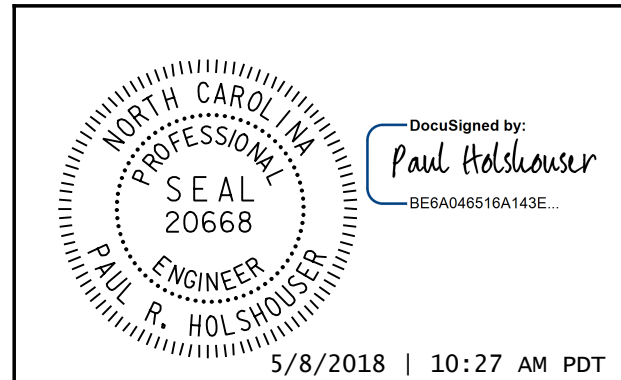 NORTH CAROLINA
PROFESSIONAL
SEAL
20668
ENGINEER
PAUL R. HOLSHOUSER
DocuSigned by:
Paul Holshouser
BE6A046516A143E...
5/8/2018 | 10:27 AM PDT